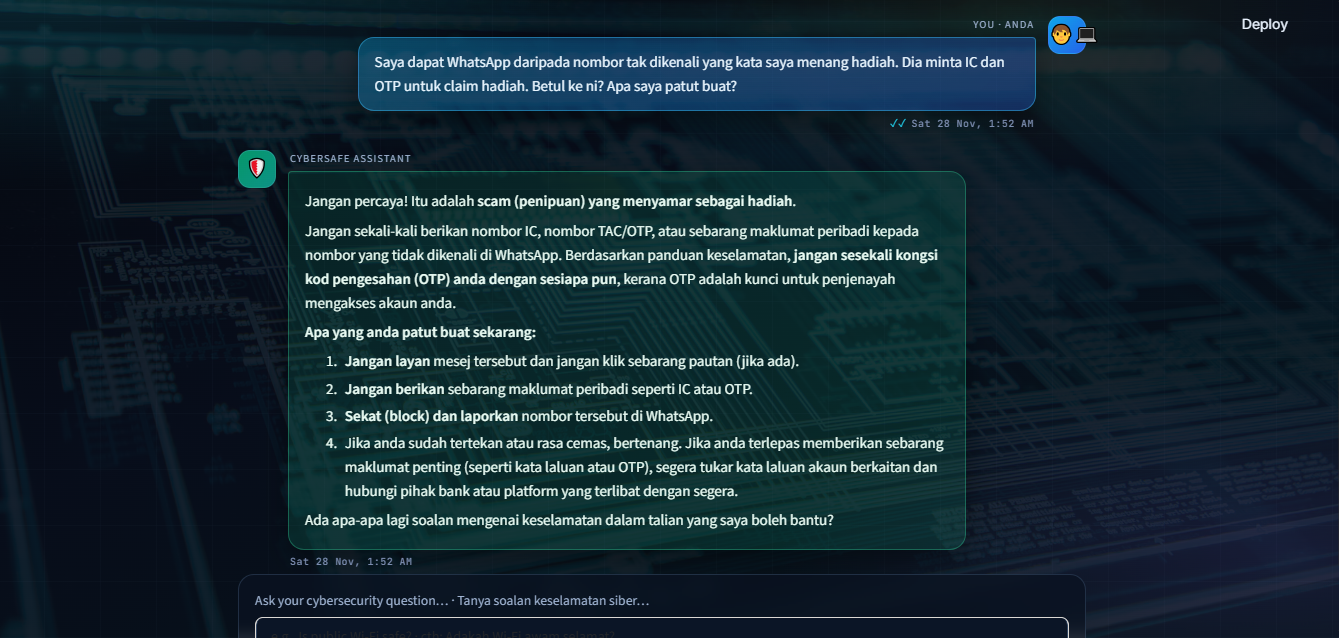 Deploy
YOU · ANDA
Saya dapat WhatsApp daripada nombor tak dikenali yang kata saya menang hadiah. Dia minta IC dan
OTP untuk claim hadiah. Betul ke ni? Apa saya patut buat?
✓✓ Sat 28 Nov, 1:52 AM
CYBERSAFE ASSISTANT
Jangan percaya! Itu adalah scam (penipuan) yang menyamar sebagai hadiah.
Jangan sekali-kali berikan nombor IC, nombor TAC/OTP, atau sebarang maklumat peribadi kepada
nombor yang tidak dikenali di WhatsApp. Berdasarkan panduan keselamatan, jangan sesekali kongsi
kod pengesahan (OTP) anda dengan sesiapa pun, kerana OTP adalah kunci untuk penjenayah
mengakses akaun anda.
Apa yang anda patut buat sekarang:
1. Jangan layan mesej tersebut dan jangan klik sebarang pautan (jika ada).
2. Jangan berikan sebarang maklumat peribadi seperti IC atau OTP.
3. Sekat (block) dan laporkan nombor tersebut di WhatsApp.
4. Jika anda sudah tertekan atau rasa cemas, bertenang. Jika anda terlepas memberikan sebarang
maklumat penting (seperti kata laluan atau OTP), segera tukar kata laluan akaun berkaitan dan
hubungi pihak bank atau platform yang terlibat dengan segera.
Ada apa-apa lagi soalan mengenai keselamatan dalam talian yang saya boleh bantu?
Sat 28 Nov, 1:52 AM
Ask your cybersecurity question… · Tanya soalan keselamatan siber…